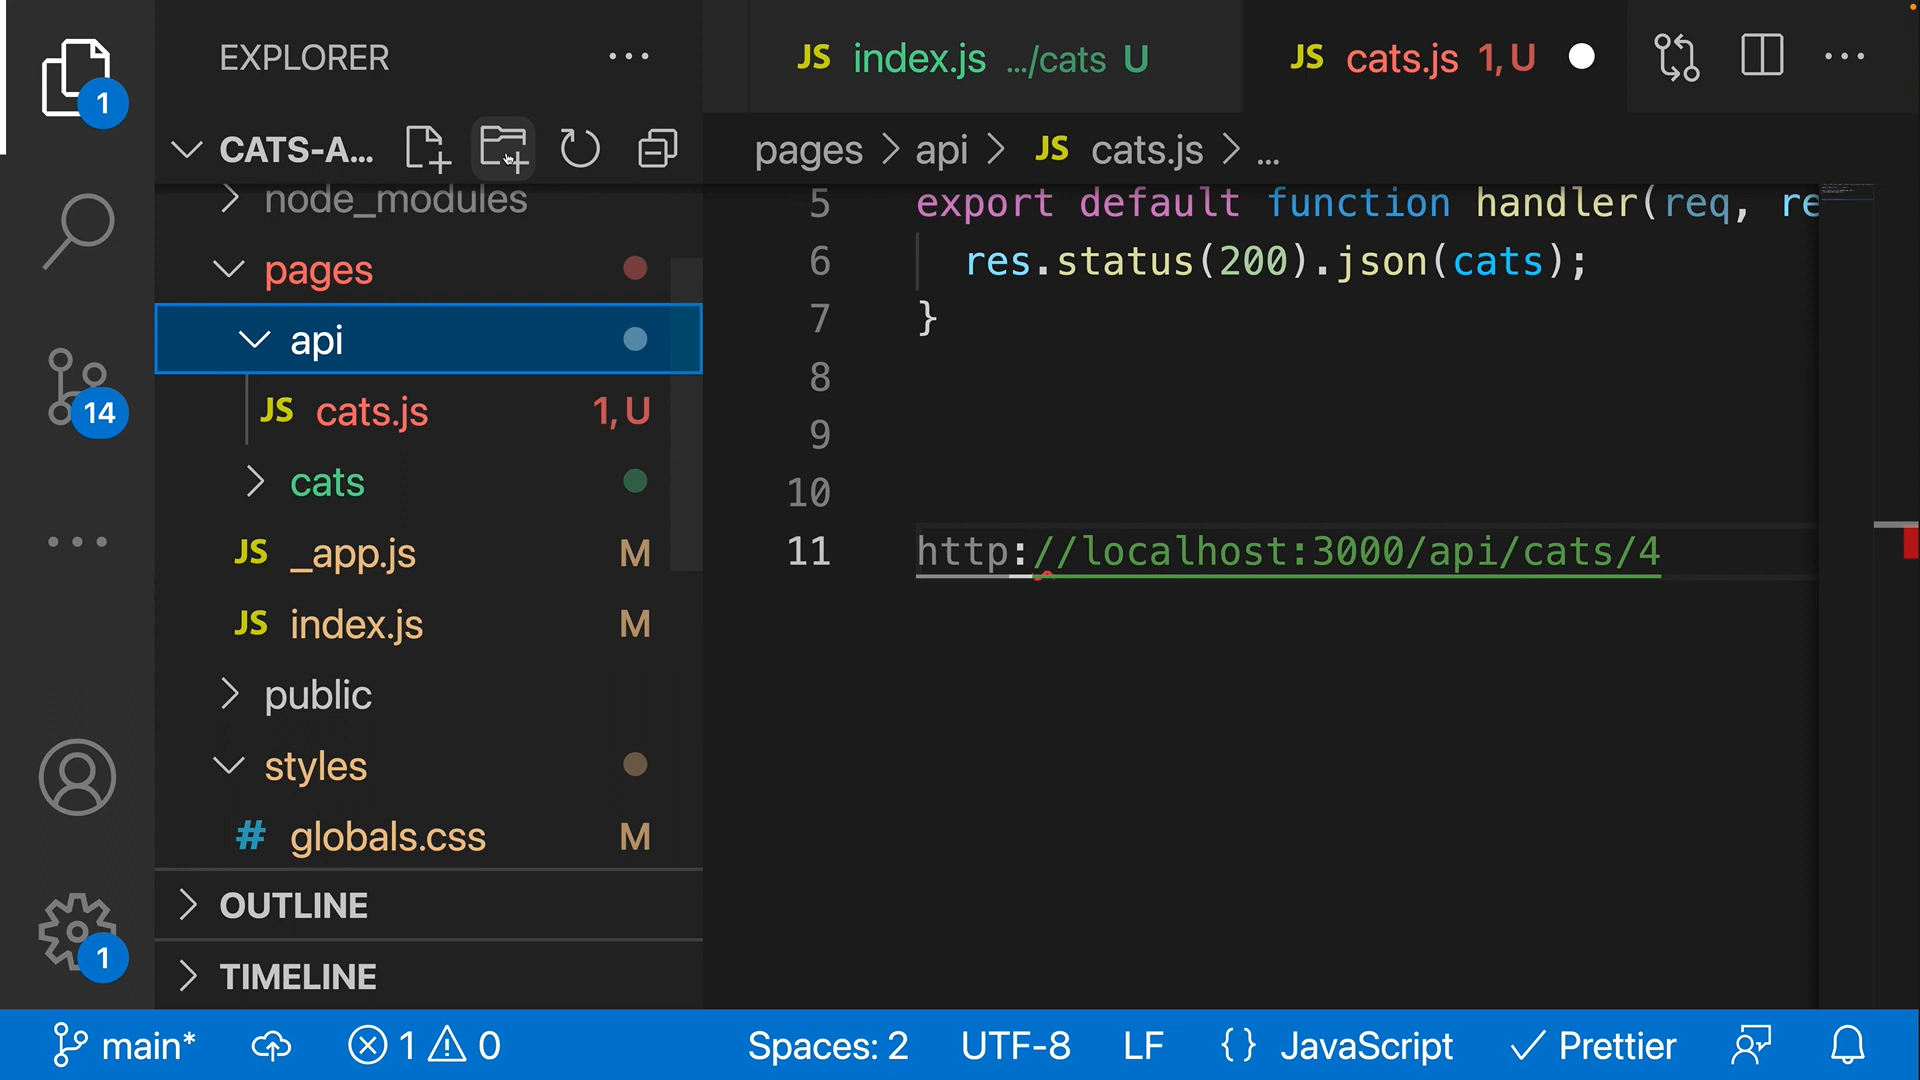 EXPLORER
JS index.js .../cats U
JS cats.js 1, U
1
CATS-A...
pages > api > JS cats.js > ...
node_modules
pages
api
JS cats.js 1, U
cats
JS _app.js M
JS index.js M
public
styles
# globals.css M
OUTLINE
TIMELINE
14
1
5 export default function handler(req, re
6 res.status(200).json(cats);
7 }
8
9
10
11 http://localhost:3000/api/cats/4
main* 1 0 Spaces: 2 UTF-8 LF {} JavaScript Prettier